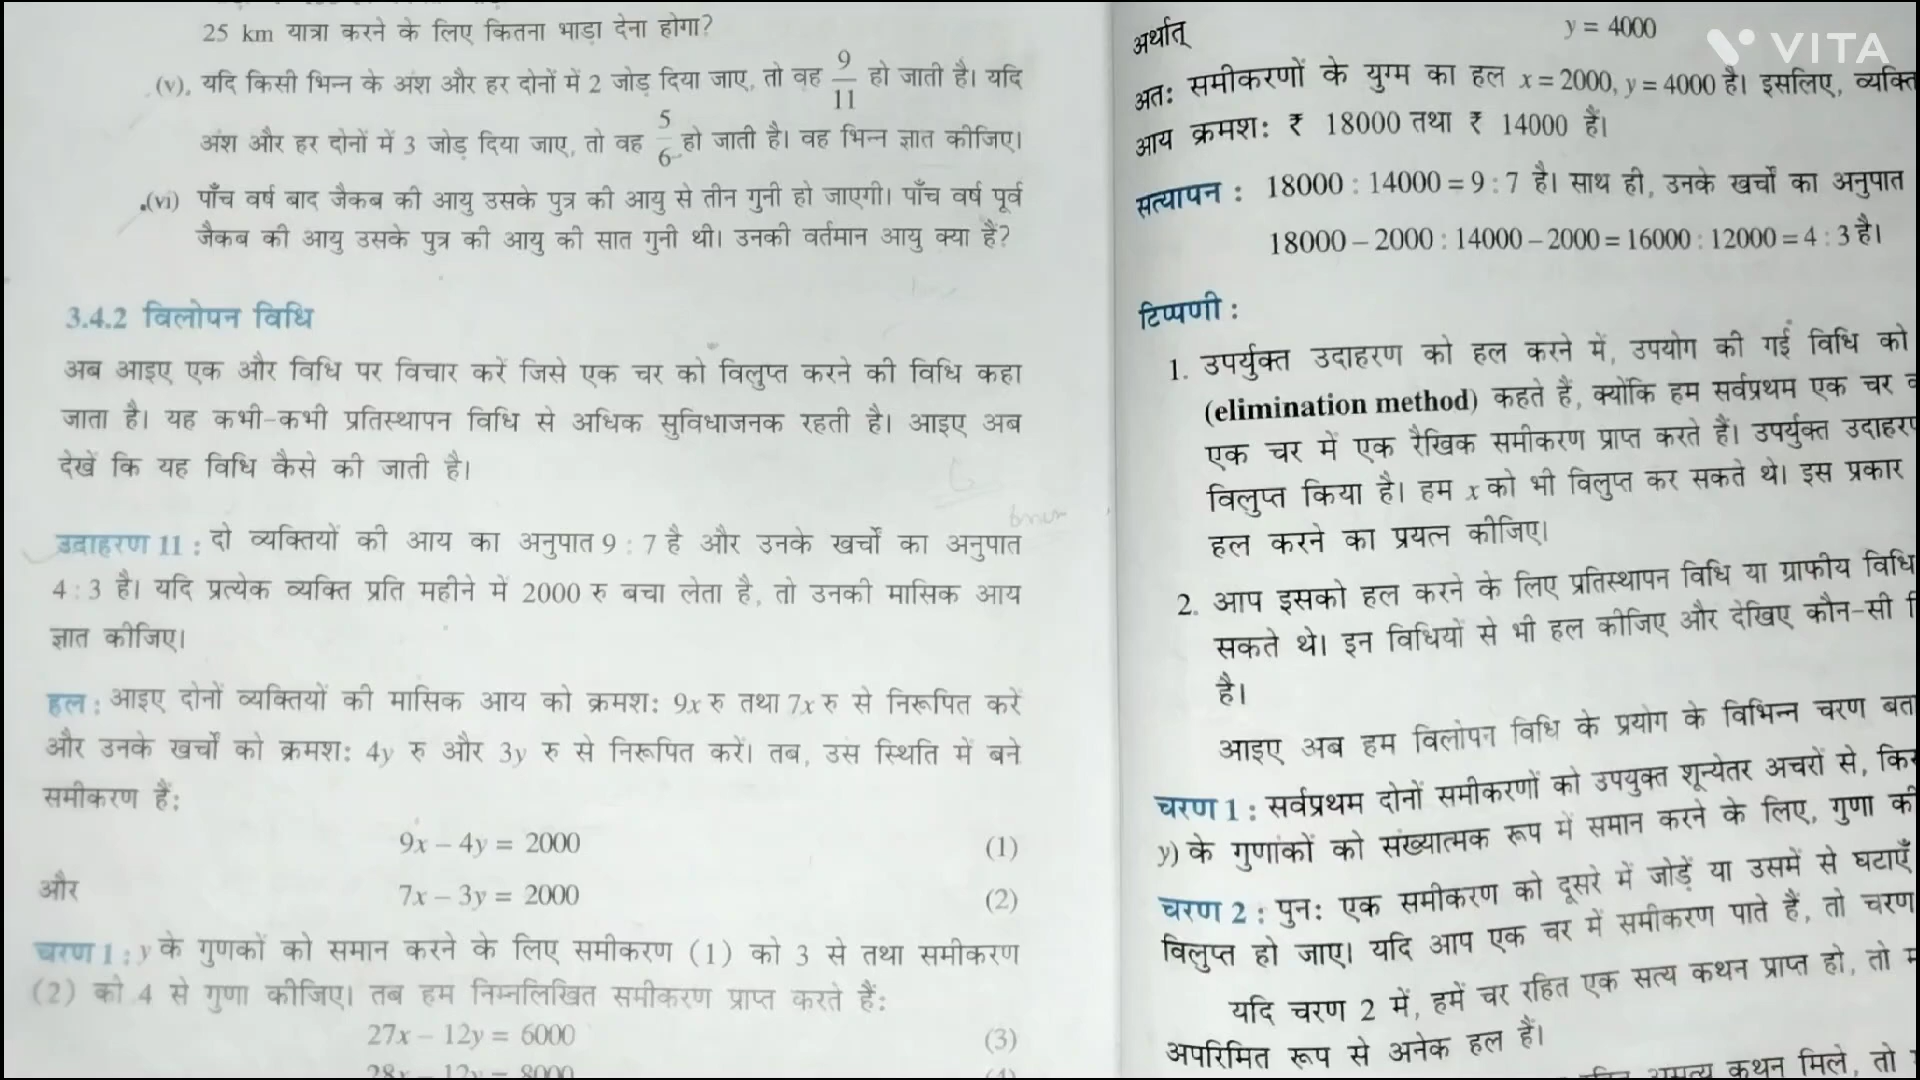 25 km यात्रा करने के लिए कितना भाड़ा देना होगा?
(v) यदि किसी भिन्न के अंश और हर दोनों में 2 जोड़ दिया जाए, तो वह 9/11 हो जाती है। यदि
अंश और हर दोनों में 3 जोड़ दिया जाए, तो वह 5/6 हो जाती है। वह भिन्न ज्ञात कीजिए।
(vi) पाँच वर्ष बाद जैकब की आयु उसके पुत्र की आयु से तीन गुनी हो जाएगी। पाँच वर्ष पूर्व
जैकब की आयु उसके पुत्र की आयु की सात गुनी थी। उनकी वर्तमान आयु क्या हैं?
3.4.2 विलोपन विधि
अब आइए एक और विधि पर विचार करें जिसे एक चर को विलुप्त करने की विधि कहा
जाता है। यह कभी-कभी प्रतिस्थापन विधि से अधिक सुविधाजनक रहती है। आइए अब
देखें कि यह विधि कैसे की जाती है।
उदाहरण 11 : दो व्यक्तियों की आय का अनुपात 9 : 7 है और उनके खर्चों का अनुपात
4 : 3 है। यदि प्रत्येक व्यक्ति प्रति महीने में 2000 रु बचा लेता है, तो उनकी मासिक आय
ज्ञात कीजिए।
हल : आइए दोनों व्यक्तियों की मासिक आय को क्रमश: 9x रु तथा 7x रु से निरूपित करें
और उनके खर्चों को क्रमश: 4y रु और 3y रु से निरूपित करें। तब, उस स्थिति में बने
समीकरण हैं:
9x – 4y = 2000 (1)
और 7x – 3y = 2000 (2)
चरण 1 : y के गुणकों को समान करने के लिए समीकरण (1) को 3 से तथा समीकरण
(2) को 4 से गुणा कीजिए। तब हम निम्नलिखित समीकरण प्राप्त करते हैं:
27x – 12y = 6000 (3)
28x – 12y = 8000 (4)
अर्थात् y = 4000
अत: समीकरणों के युग्म का हल x = 2000, y = 4000 है। इसलिए, व्यक्ति
आय क्रमश: ₹ 18000 तथा ₹ 14000 हैं।
सत्यापन : 18000 : 14000 = 9 : 7 है। साथ ही, उनके खर्चों का अनुपात
18000 – 2000 : 14000 – 2000 = 16000 : 12000 = 4 : 3 है।
टिप्पणी :
1. उपर्युक्त उदाहरण को हल करने में, उपयोग की गई विधि को
(elimination method) कहते हैं, क्योंकि हम सर्वप्रथम एक चर
एक चर में एक रैखिक समीकरण प्राप्त करते हैं। उपर्युक्त
विलुप्त किया है। हम x को भी विलुप्त कर सकते थे। इस प्रकार
हल करने का प्रयत्न कीजिए।
2. आप इसको हल करने के लिए प्रतिस्थापन विधि या ग्राफीय विधि
सकते थे। इन विधियों से भी हल कीजिए और देखिए कौन-सी
है।
आइए अब हम विलोपन विधि के प्रयोग के विभिन्न चरण
चरण 1 : सर्वप्रथम दोनों समीकरणों को उपयुक्त शून्येतर अचरों से,
y) के गुणांकों को संख्यात्मक रूप में समान करने के लिए, गुणा
चरण 2 : पुन: एक समीकरण को दूसरे में जोड़ें या उसमें से घटाएँ
विलुप्त हो जाए। यदि आप एक चर में समीकरण पाते हैं, तो चरण
यदि चरण 2 में, हमें चर रहित एक सत्य कथन प्राप्त हो, तो
अपरिमित रूप से अनेक हल हैं।
कथन मिले, तो
VITA